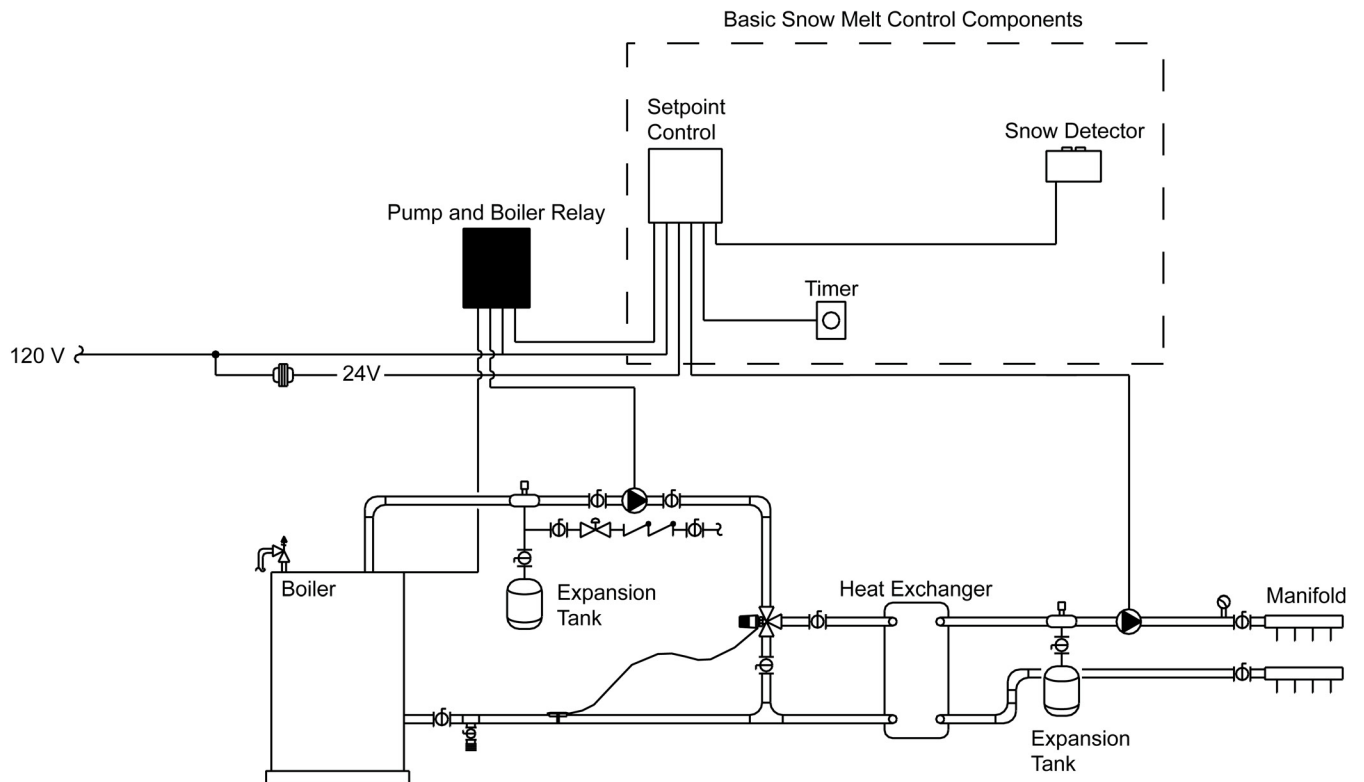 Basic Snow Melt Control Components
Setpoint
Control
Snow Detector
Pump and Boiler Relay
Timer
120 V
24V
Boiler
Expansion
Tank
Heat Exchanger
Manifold
Expansion
Tank